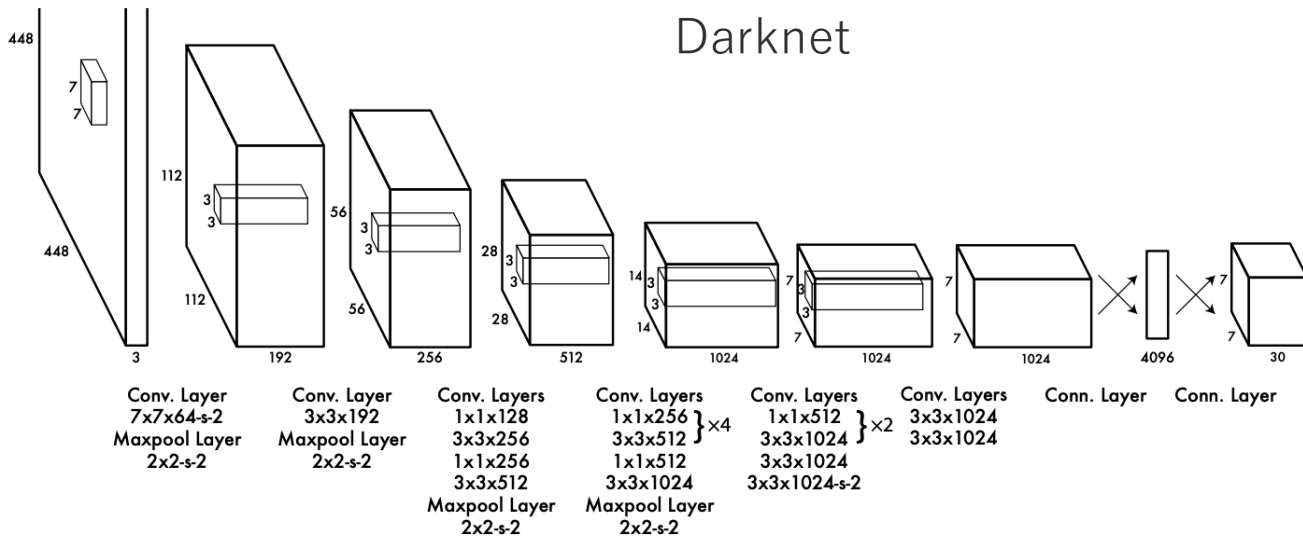 Darknet
448
7
7
448
3
112
3
3
112
192
56
3
3
56
256
28
3
3
28
512
14
3
3
14
1024
7
3
3
7
1024
7
7
1024
4096
7
7
30
Conv. Layer
7x7x64-s-2
Maxpool Layer
2x2-s-2
Conv. Layer
3x3x192
Maxpool Layer
2x2-s-2
Conv. Layers
1x1x128
3x3x256
1x1x256
3x3x512
Maxpool Layer
2x2-s-2
Conv. Layers
1x1x256
3x3x512
}×4
1x1x512
3x3x1024
Maxpool Layer
2x2-s-2
Conv. Layers
1x1x512
3x3x1024
}×2
3x3x1024
3x3x1024-s-2
Conv. Layers
3x3x1024
3x3x1024
Conn. Layer
Conn. Layer